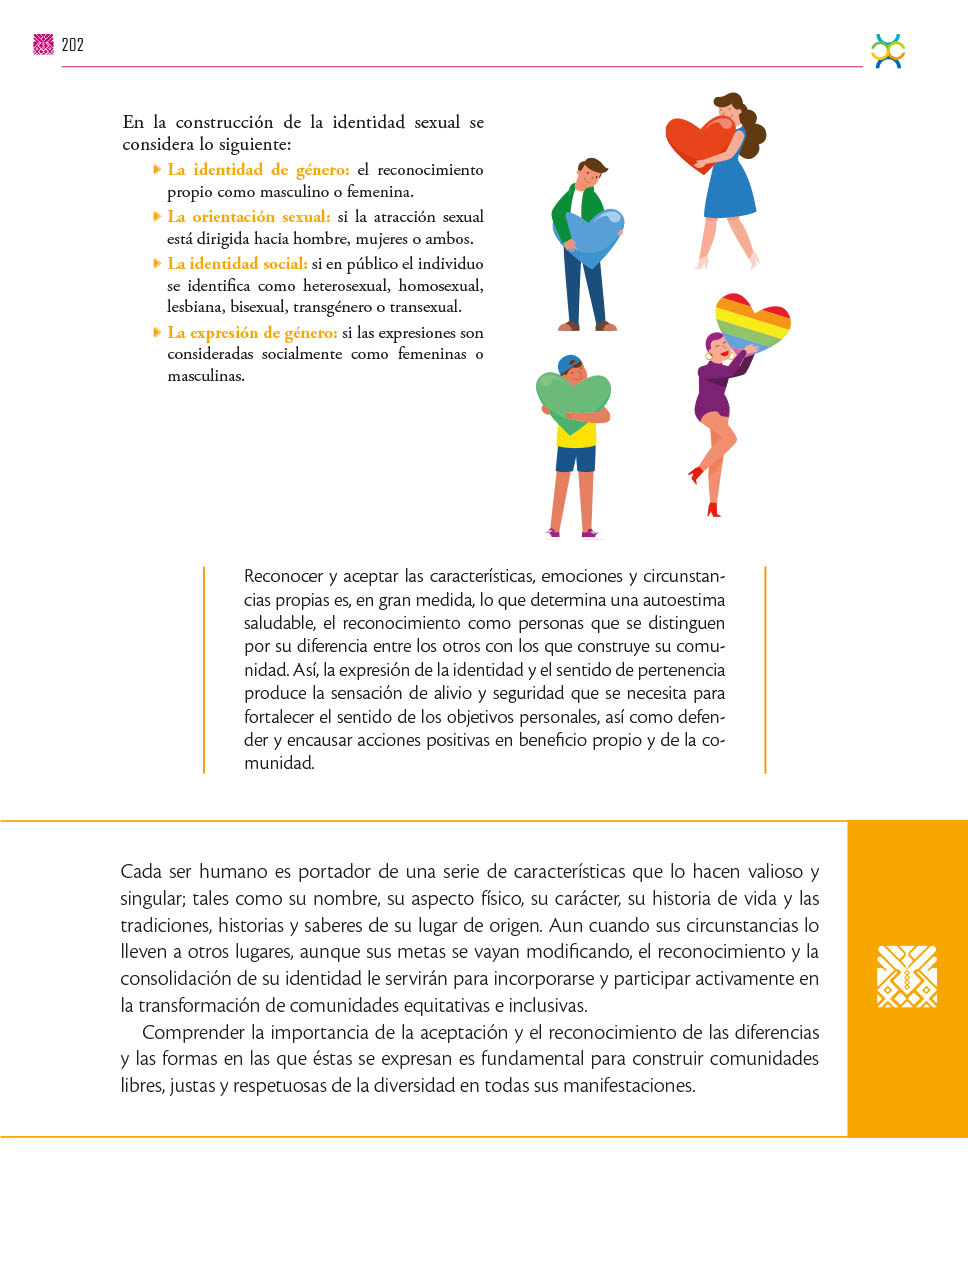 202
En la construcción de la identidad sexual se
considera lo siguiente:
La identidad de género: el reconocimiento
propio como masculino o femenina.
La orientación sexual: si la atracción sexual
está dirigida hacia hombre, mujeres o ambos.
La identidad social: si en público el individuo
se identifica como heterosexual, homosexual,
lesbiana, bisexual, transgénero o transexual.
La expresión de género: si las expresiones son
consideradas socialmente como femeninas o
masculinas.
Reconocer y aceptar las características, emociones y circunstan-
cias propias es, en gran medida, lo que determina una autoestima
saludable, el reconocimiento como personas que se distinguen
por su diferencia entre los otros con los que construye su comu-
nidad. Así, la expresión de la identidad y el sentido de pertenencia
produce la sensación de alivio y seguridad que se necesita para
fortalecer el sentido de los objetivos personales, así como defen-
der y encausar acciones positivas en beneficio propio y de la co-
munidad.
Cada ser humano es portador de una serie de características que lo hacen valioso y
singular; tales como su nombre, su aspecto físico, su carácter, su historia de vida y las
tradiciones, historias y saberes de su lugar de origen. Aun cuando sus circunstancias lo
lleven a otros lugares, aunque sus metas se vayan modificando, el reconocimiento y la
consolidación de su identidad le servirán para incorporarse y participar activamente en
la transformación de comunidades equitativas e inclusivas.
Comprender la importancia de la aceptación y el reconocimiento de las diferencias
y las formas en las que éstas se expresan es fundamental para construir comunidades
libres, justas y respetuosas de la diversidad en todas sus manifestaciones.